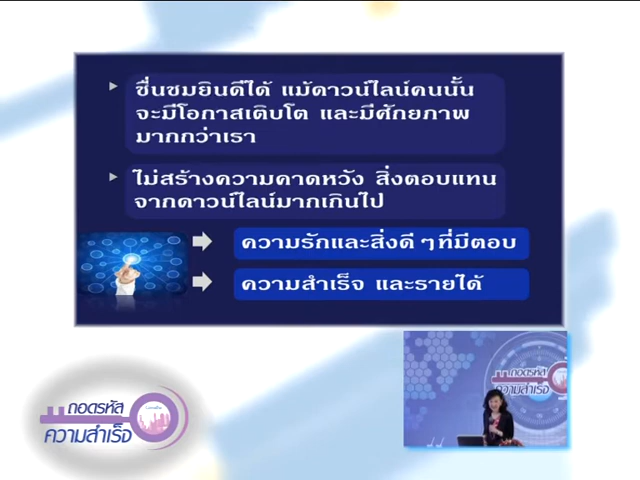 ชื่นชมยินดีได้ แม้ดาวน์ไลน์คนนั้น
จะมีโอกาสเติบโต และมีศักยภาพ
มากกว่าเรา
ไม่สร้างความคาดหวัง สิ่งตอบแทน
จากดาวน์ไลน์มากเกินไป
ความรักและสิ่งดี ๆ ที่มีตอบ
ความสำเร็จ และรายได้
ถอดรหัส
ความสำเร็จ
ถอดรหัส
ความสำเร็จ